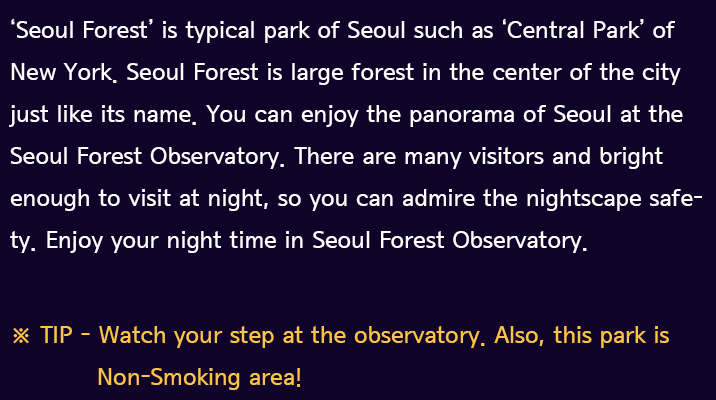 ‘Seoul Forest’ is typical park of Seoul such as ‘Central Park’ of
New York. Seoul Forest is large forest in the center of the city
just like its name. You can enjoy the panorama of Seoul at the
Seoul Forest Observatory. There are many visitors and bright
enough to visit at night, so you can admire the nightscape safe-
ty. Enjoy your night time in Seoul Forest Observatory.
※ TIP - Watch your step at the observatory. Also, this park is
Non-Smoking area!